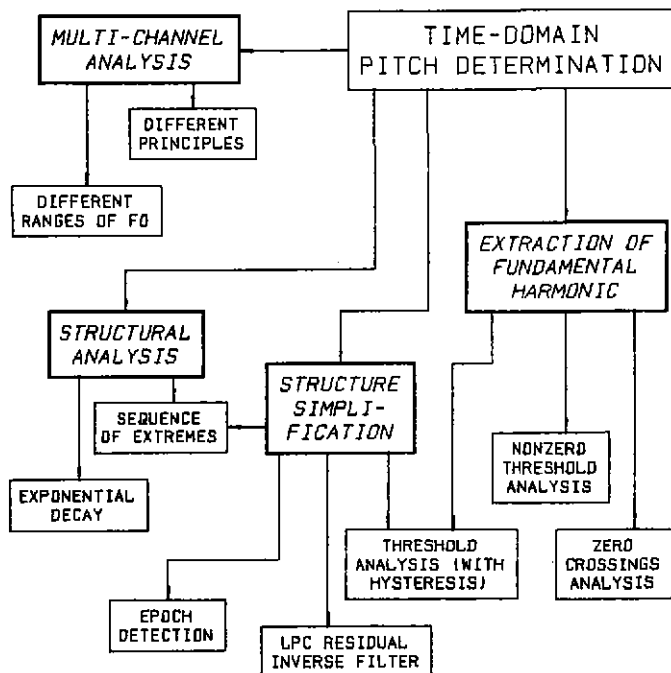 MULTI-CHANNEL
ANALYSIS
TIME-DOMAIN
PITCH DETERMINATION
DIFFERENT
PRINCIPLES
DIFFERENT
RANGES OF F0
EXTRACTION OF
FUNDAMENTAL
HARMONIC
STRUCTURAL
ANALYSIS
STRUCTURE
SIMPLI-
FICATION
SEQUENCE
OF EXTREMES
NONZERO
THRESHOLD
ANALYSIS
EXPONENTIAL
DECAY
THRESHOLD
ANALYSIS (WITH
HYSTERESIS)
ZERO
CROSSINGS
ANALYSIS
EPOCH
DETECTION
LPC RESIDUAL
INVERSE FILTER